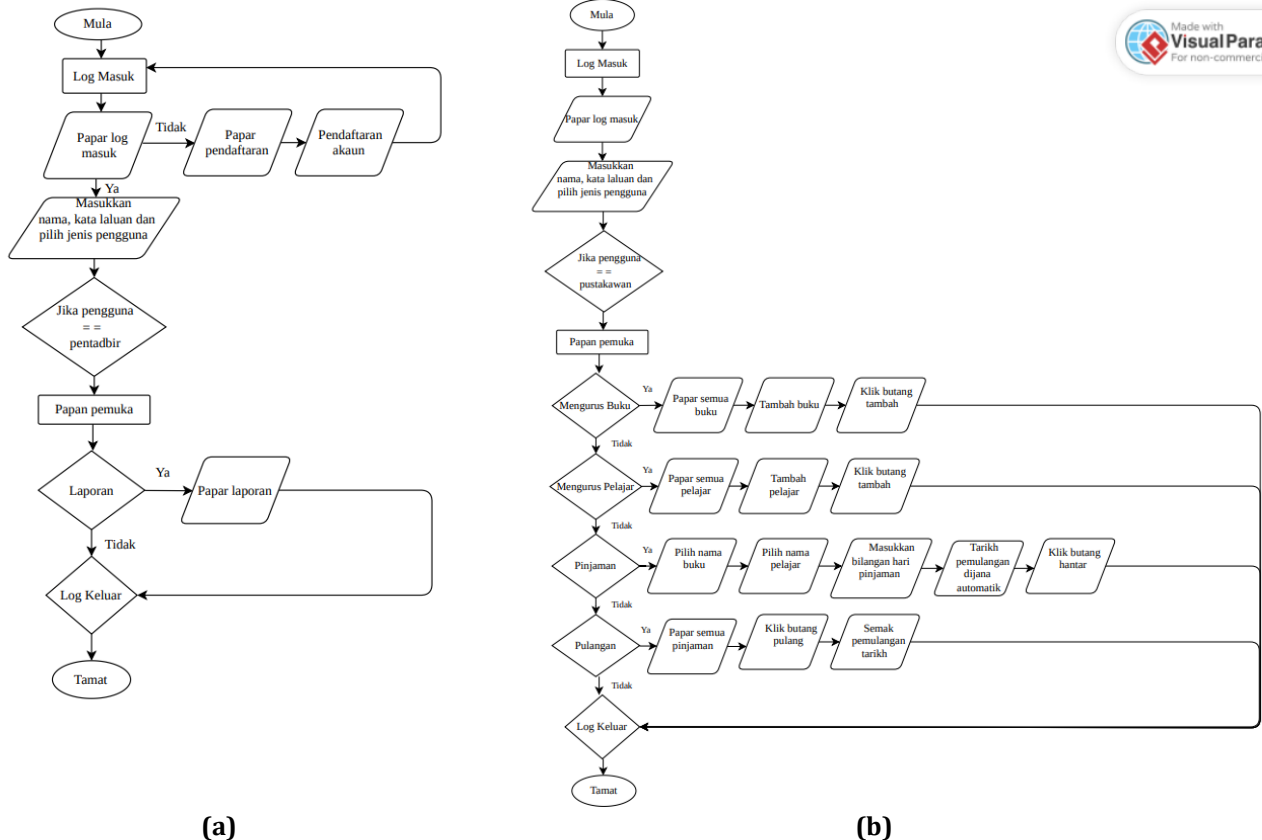 Mula
Log Masuk
Papar log
masuk
Tidak
Papar
pendaftaran
Pendaftaran
akaun
Ya
Masukkan
nama, kata laluan dan
pilih jenis pengguna
Jika pengguna
= =
pentadbir
Papan pemuka
Laporan
Ya
Papar laporan
Tidak
Log Keluar
Tamat
(a)
Mula
Log Masuk
Papar log masuk
Masukkan
nama, kata laluan dan
pilih jenis pengguna
Jika pengguna
= =
pustakawan
Papan pemuka
Mengurus Buku
Ya
Papar semua
buku
Tambah buku
Klik butang
tambah
Tidak
Mengurus Pelajar
Ya
Papar semua
pelajar
Tambah
pelajar
Klik butang
tambah
Tidak
Pinjaman
Ya
Pilih nama
buku
Pilih nama
pelajar
Masukkan
bilangan hari
pinjaman
Tarikh
pemulangan
dijana
automatik
Klik butang
hantar
Tidak
Pulangan
Ya
Papar semua
pinjaman
Klik butang
pulang
Semak
pemulangan
tarikh
Tidak
Log Keluar
Tamat
(b)
Made with
Visual Para
For non-commerci